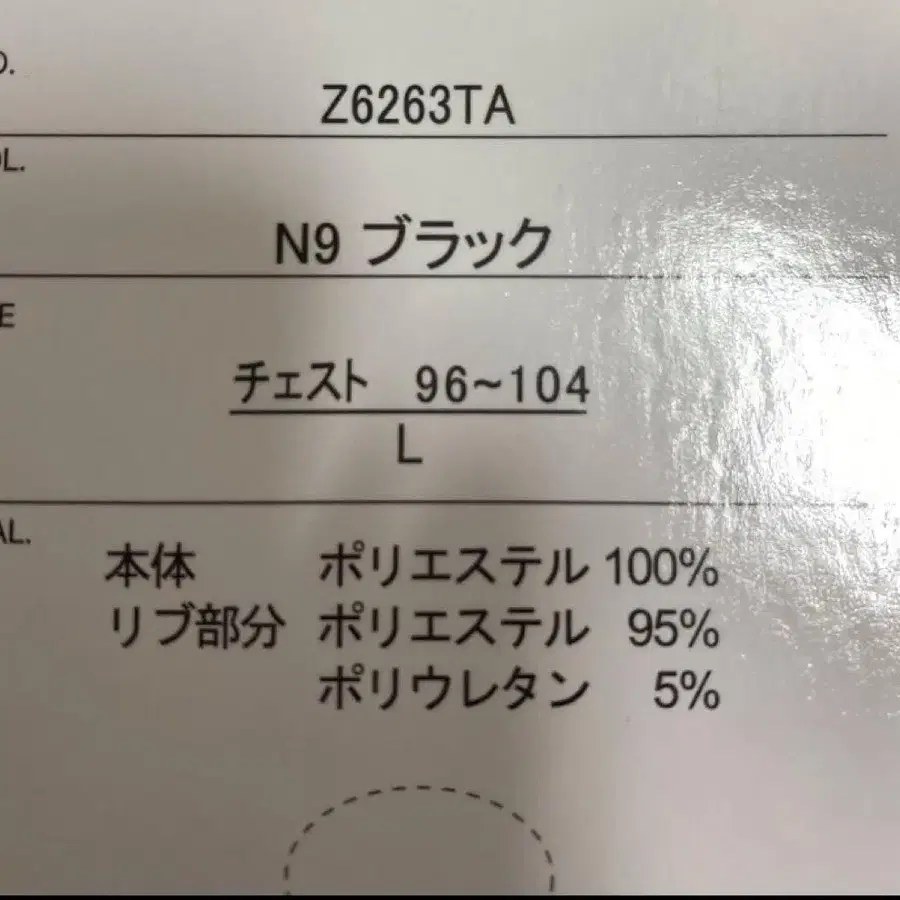 O.
Z6263TA
OL.
N9 ブラック
E
チェスト 96~104
L
AL.
本体 ポリエステル 100%
リブ部分 ポリエステル 95%
ポリウレタン 5%